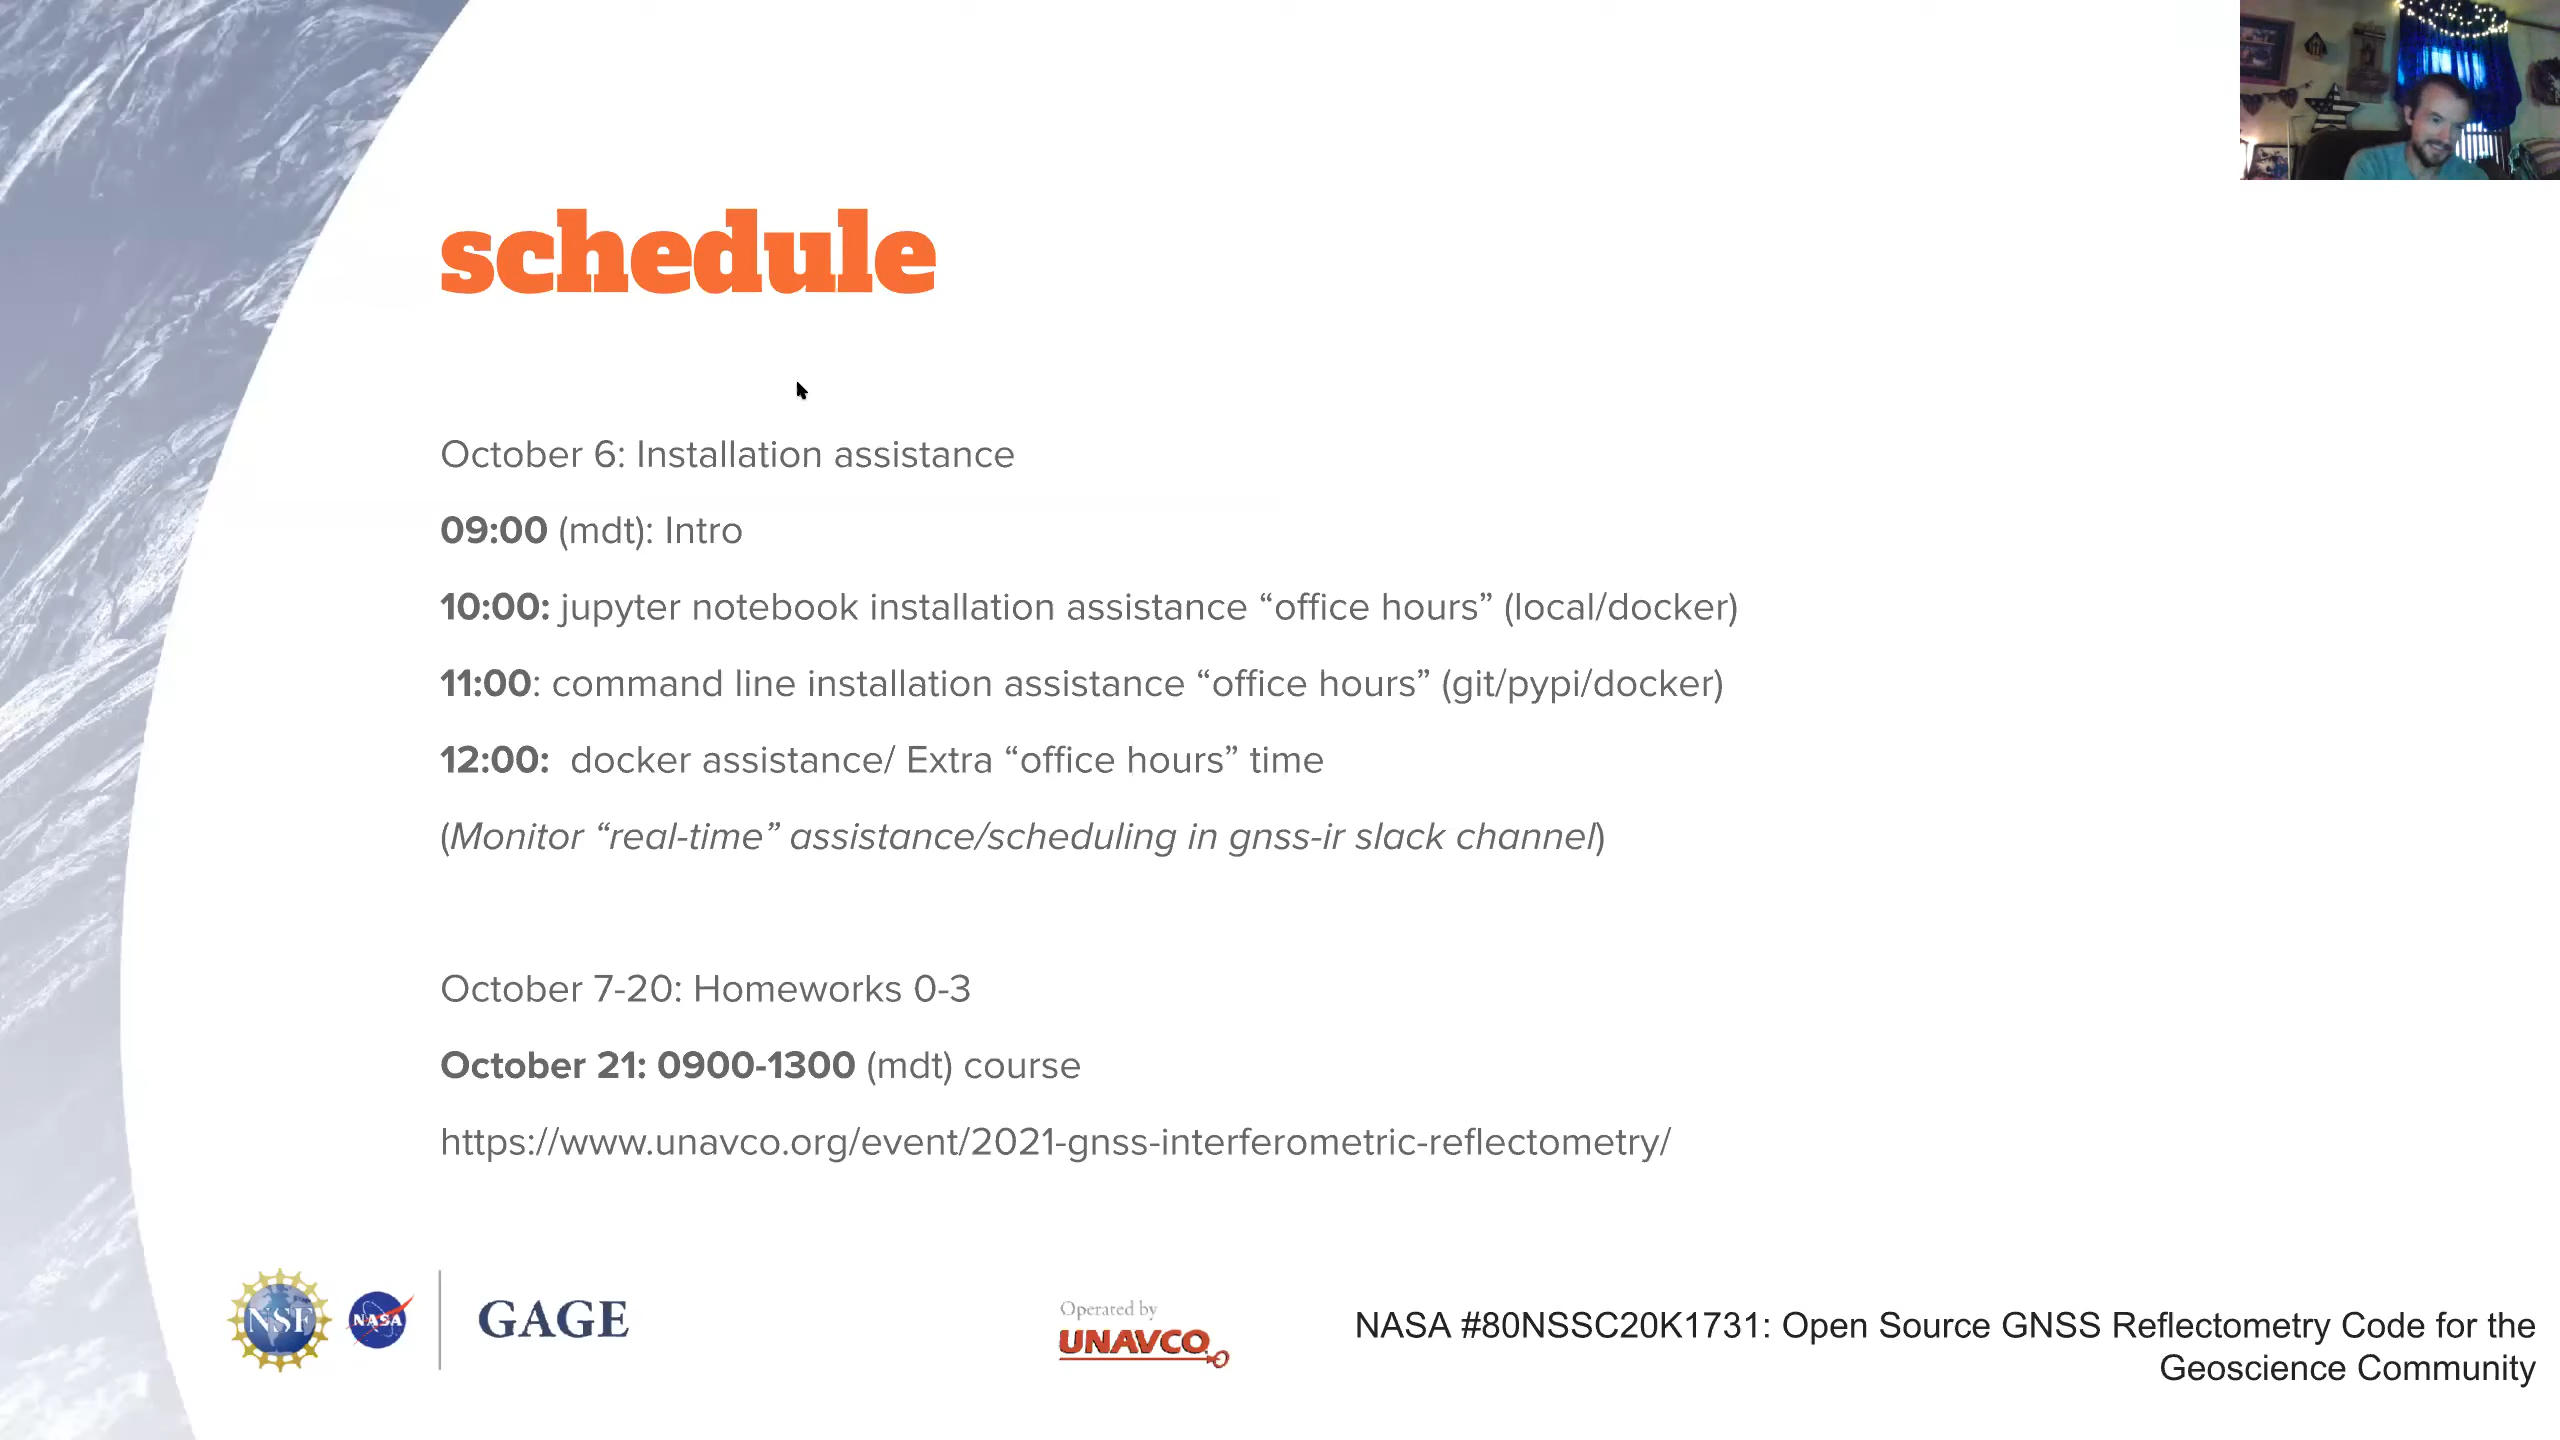 schedule
October 6: Installation assistance
09:00 (mdt): Intro
10:00: jupyter notebook installation assistance “office hours” (local/docker)
11:00: command line installation assistance “office hours” (git/pypi/docker)
12:00:  docker assistance/ Extra “office hours” time
(Monitor “real-time” assistance/scheduling in gnss-ir slack channel)
October 7-20: Homeworks 0-3
October 21: 0900-1300 (mdt) course
https://www.unavco.org/event/2021-gnss-interferometric-reflectometry/
NSF
NASA
GAGE
Operated by
UNAVCO
NASA #80NSSC20K1731: Open Source GNSS Reflectometry Code for the
Geoscience Community